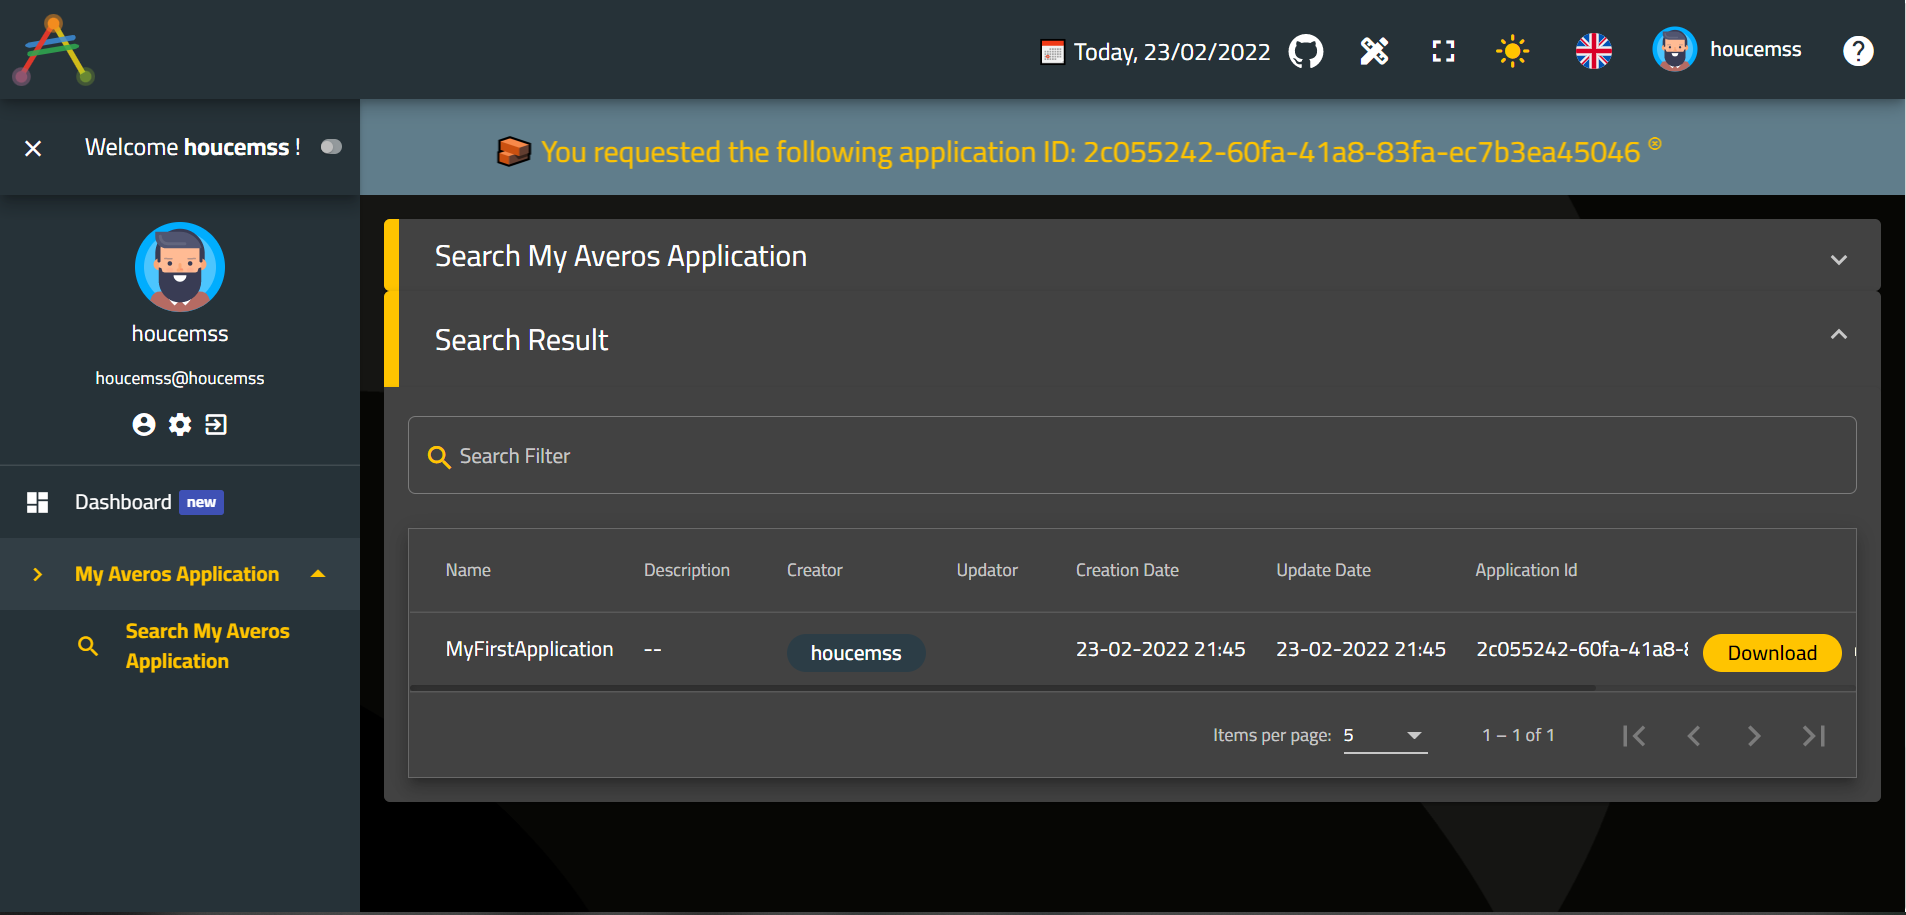 Today, 23/02/2022
houcemss
Welcome houcemss !
You requested the following application ID: 2c055242-60fa-41a8-83fa-ec7b3ea45046 ®
houcemss
houcemss@houcemss
Dashboard new
My Averos Application
Search My Averos
Application
Search My Averos Application
Search Result
Search Filter
Name Description Creator Updator Creation Date Update Date Application Id
MyFirstApplication -- houcemss 23-02-2022 21:45 23-02-2022 21:45 2c055242-60fa-41a8- Download
Items per page: 5 1 – 1 of 1